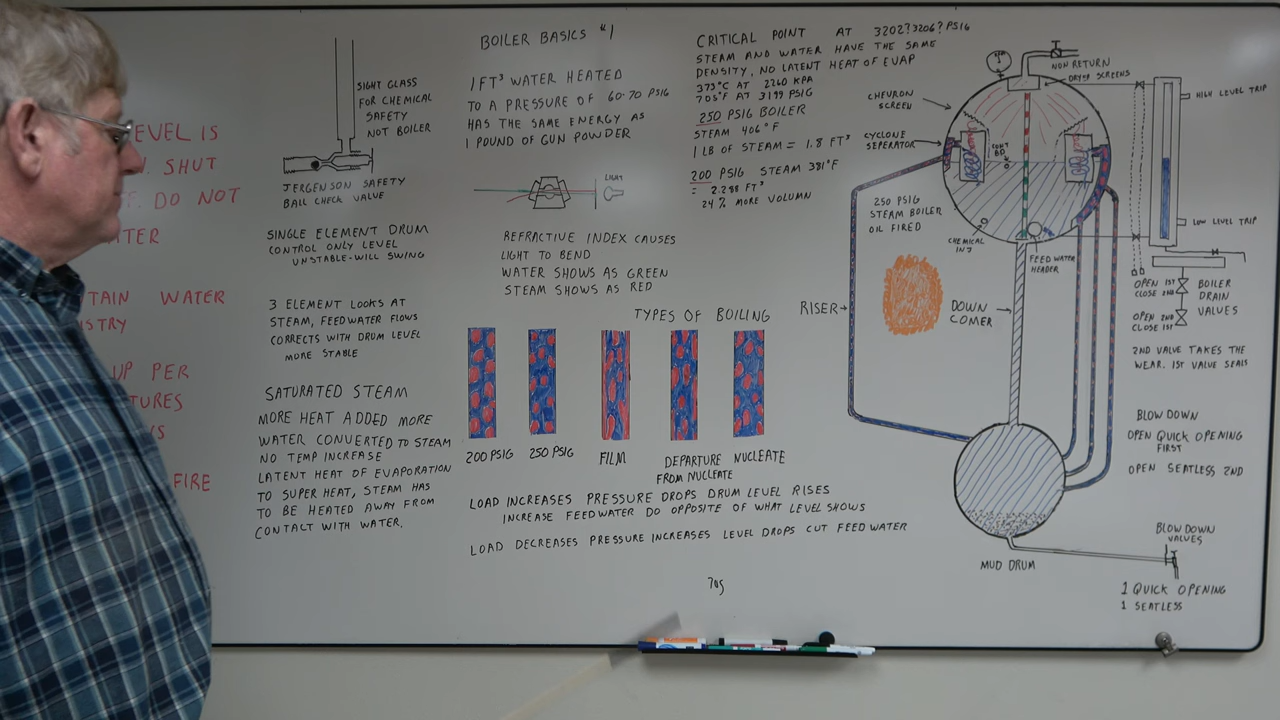 EVEL IS
SHUT
F. DO NOT
TER
TAIN WATER
ISTRY
UP PER
TURES
S
FIRE
SIGHT GLASS
FOR CHEMICAL
SAFETY
NOT BOILER
JERGENSON SAFETY
BALL CHECK VALVE
SINGLE ELEMENT DRUM
CONTROL ONLY LEVEL
UNSTABLE-WILL SWING
3 ELEMENT LOOKS AT
STEAM, FEEDWATER FLOWS
CORRECTS WITH DRUM LEVEL
MORE STABLE
SATURATED STEAM
MORE HEAT ADDED MORE
WATER CONVERTED TO STEAM
NO TEMP INCREASE
LATENT HEAT OF EVAPORATION
TO SUPER HEAT, STEAM HAS
TO BE HEATED AWAY FROM
CONTACT WITH WATER.
BOILER BASICS #1
1 FT³ WATER HEATED
TO A PRESSURE OF 60-70 PSIG
HAS THE SAME ENERGY AS
1 POUND OF GUN POWDER
LIGHT
REFRACTIVE INDEX CAUSES
LIGHT TO BEND
WATER SHOWS AS GREEN
STEAM SHOWS AS RED
TYPES OF BOILING
200 PSIG
250 PSIG
FILM
DEPARTURE
FROM NUCLEATE
NUCLEATE
LOAD INCREASES PRESSURE DROPS DRUM LEVEL RISES
INCREASE FEEDWATER DO OPPOSITE OF WHAT LEVEL SHOWS
LOAD DECREASES PRESSURE INCREASES LEVEL DROPS CUT FEED WATER
705
CRITICAL POINT AT 3202?3206? PSIG
STEAM AND WATER HAVE THE SAME
DENSITY, NO LATENT HEAT OF EVAP
373°C AT 2260 KPA
705°F AT 3199 PSIG
250 PSIG BOILER
STEAM 406°F
1 LB OF STEAM = 1.8 FT³
200 PSIG STEAM 381°F
= 2.288 FT³
24% MORE VOLUMN
NON RETURN
DRYER SCREENS
CHEVRON
SCREEN
CYCLONE
SEPERATOR
CONT
BD
250 PSIG
STEAM BOILER
OIL FIRED
CHEMICAL
INJ
FEED WATER
HEADER
RISER
DOWN
COMER
HIGH LEVEL TRIP
LOW LEVEL TRIP
OPEN 1ST
CLOSE 2ND
OPEN 2ND
CLOSE 1ST
BOILER
DRAIN
VALVES
2ND VALVE TAKES THE
WEAR. 1ST VALVE SEALS
BLOW DOWN
OPEN QUICK OPENING
FIRST
OPEN SEATLESS 2ND
BLOW DOWN
VALVES
MUD DRUM
1 QUICK OPENING
1 SEATLESS